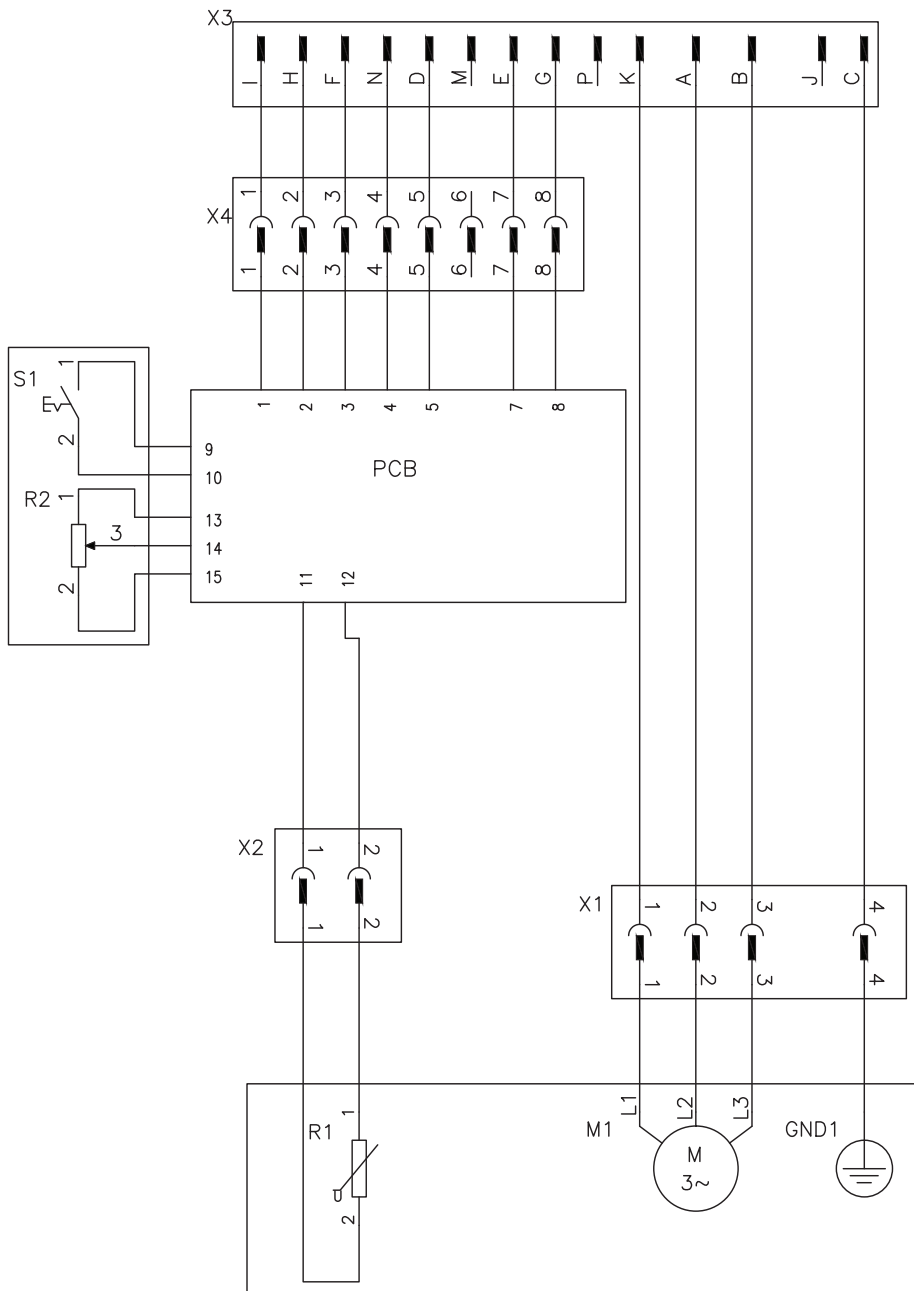 X3
I H F N D M E G P K A B J C
X4
1 2 3 4 5 6 7 8
1 2 3 4 5 6 7 8
S1
1
2
E
R2
1
3
2
1 2 3 4 5 7 8
PCB
9
10
13
14
15
11 12
X2
1 2
1 2
X1
1 2 3 4
1 2 3 4
R1
1
2
M1
L1 L2 L3
M
3~
GND1